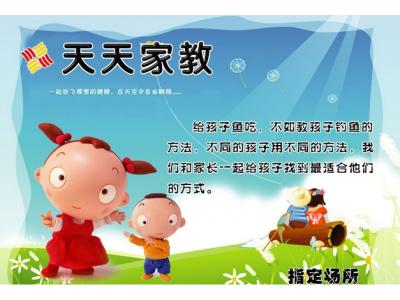 天天家教
一起放飞理想的翅膀，在天空中自由翱翔......
给孩子鱼吃，不如教孩子钓鱼的
方法，不同的孩子用不同的方法，我
们和家长一起给孩子找到最适合他们
的方式。
指定场所